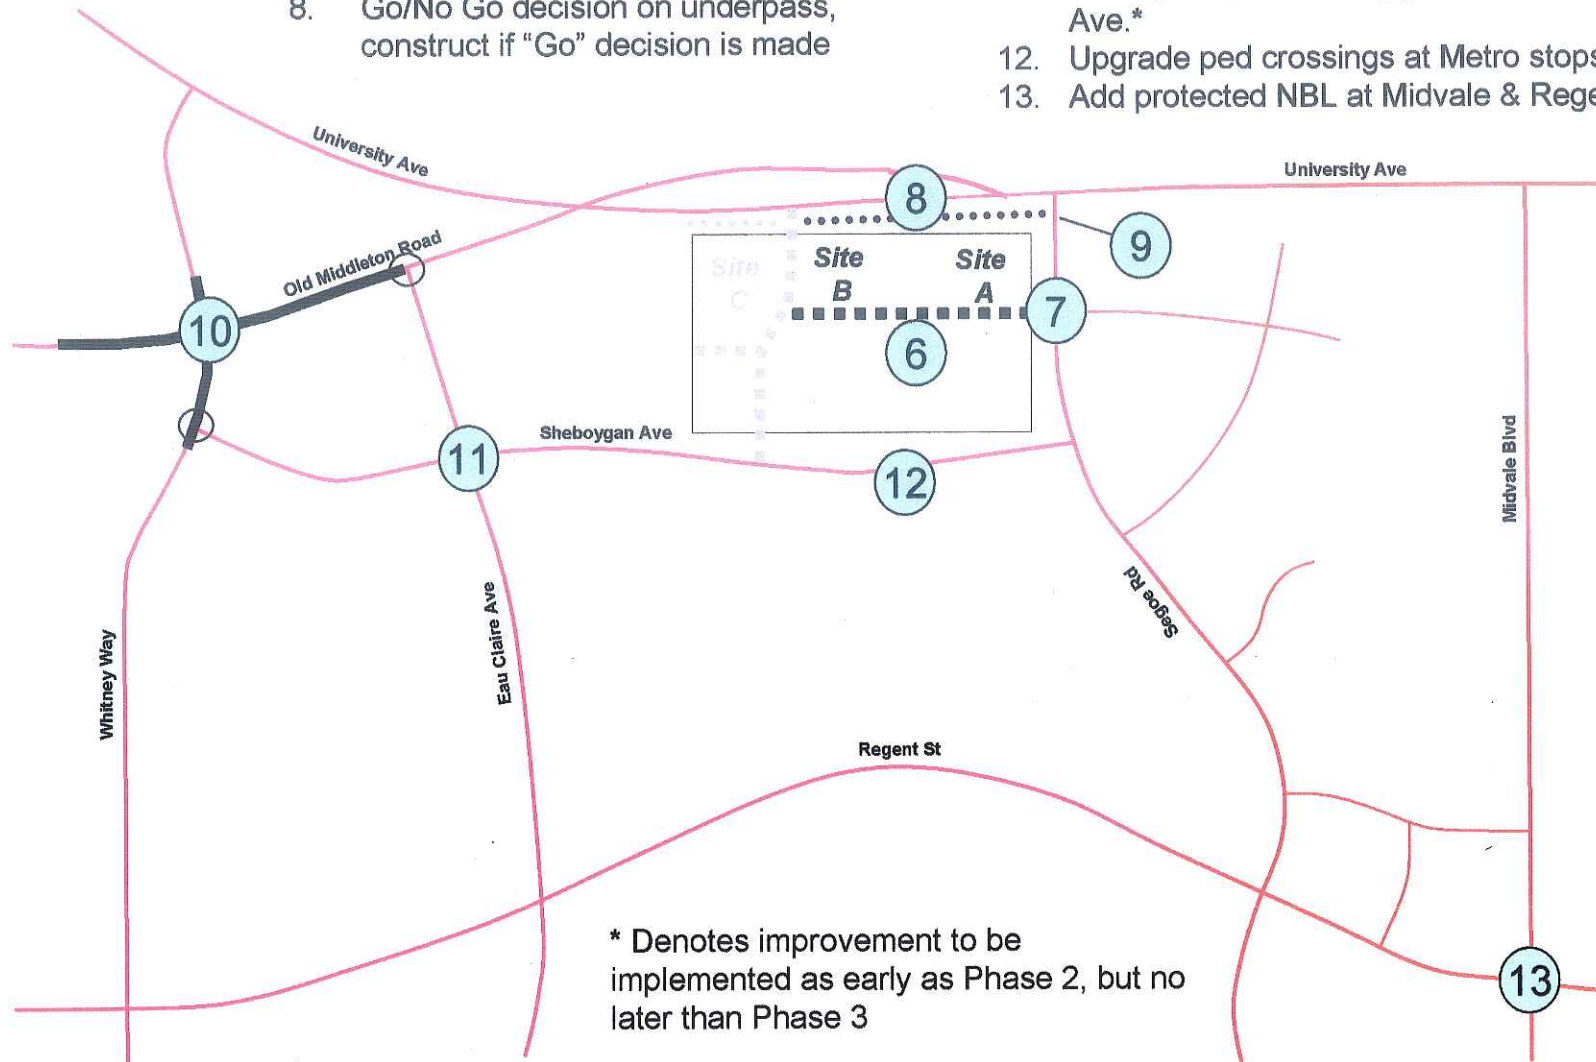 8. Go/No Go decision on underpass,
construct if “Go” decision is made
Ave.*
12. Upgrade ped crossings at Metro stops
13. Add protected NBL at Midvale & Rege
University Ave
University Ave
8
9
Old Middleton Road
Site
C
Site
B
Site
A
10
7
6
Sheboygan Ave
11
12
Midvale Blvd
Segoe Rd
Eau Claire Ave
Whitney Way
Regent St
* Denotes improvement to be
implemented as early as Phase 2, but no
later than Phase 3
13